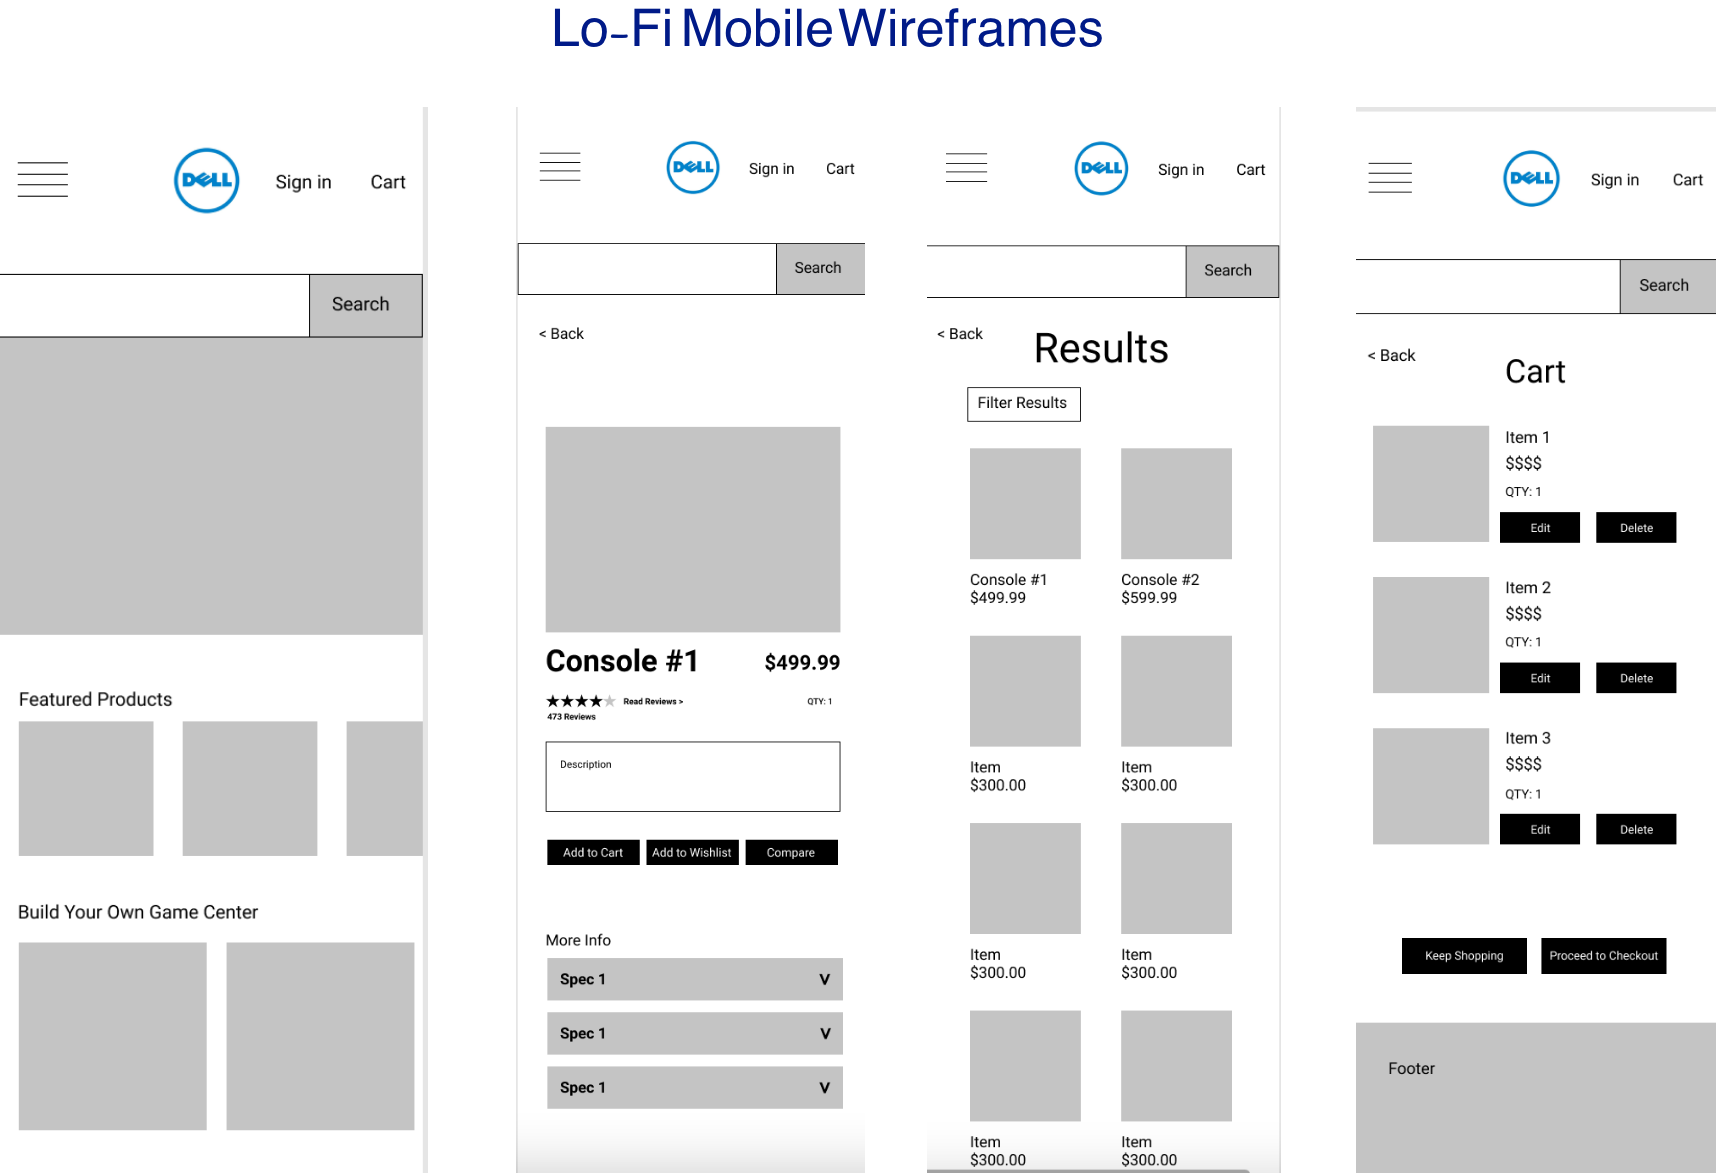 Lo-Fi Mobile Wireframes
DELL
Sign in
Cart
Search
Featured Products
Build Your Own Game Center
DELL
Sign in
Cart
Search
< Back
Console #1
$499.99
Read Reviews >
QTY: 1
473 Reviews
Description
Add to Cart
Add to Wishlist
Compare
More Info
Spec 1
V
Spec 1
V
Spec 1
V
DELL
Sign in
Cart
Search
< Back
Results
Filter Results
Console #1
$499.99
Console #2
$599.99
Item
$300.00
Item
$300.00
Item
$300.00
Item
$300.00
Item
$300.00
Item
$300.00
DELL
Sign in
Cart
Search
< Back
Cart
Item 1
$$$$
QTY: 1
Edit
Delete
Item 2
$$$$
QTY: 1
Edit
Delete
Item 3
$$$$
QTY: 1
Edit
Delete
Keep Shopping
Proceed to Checkout
Footer